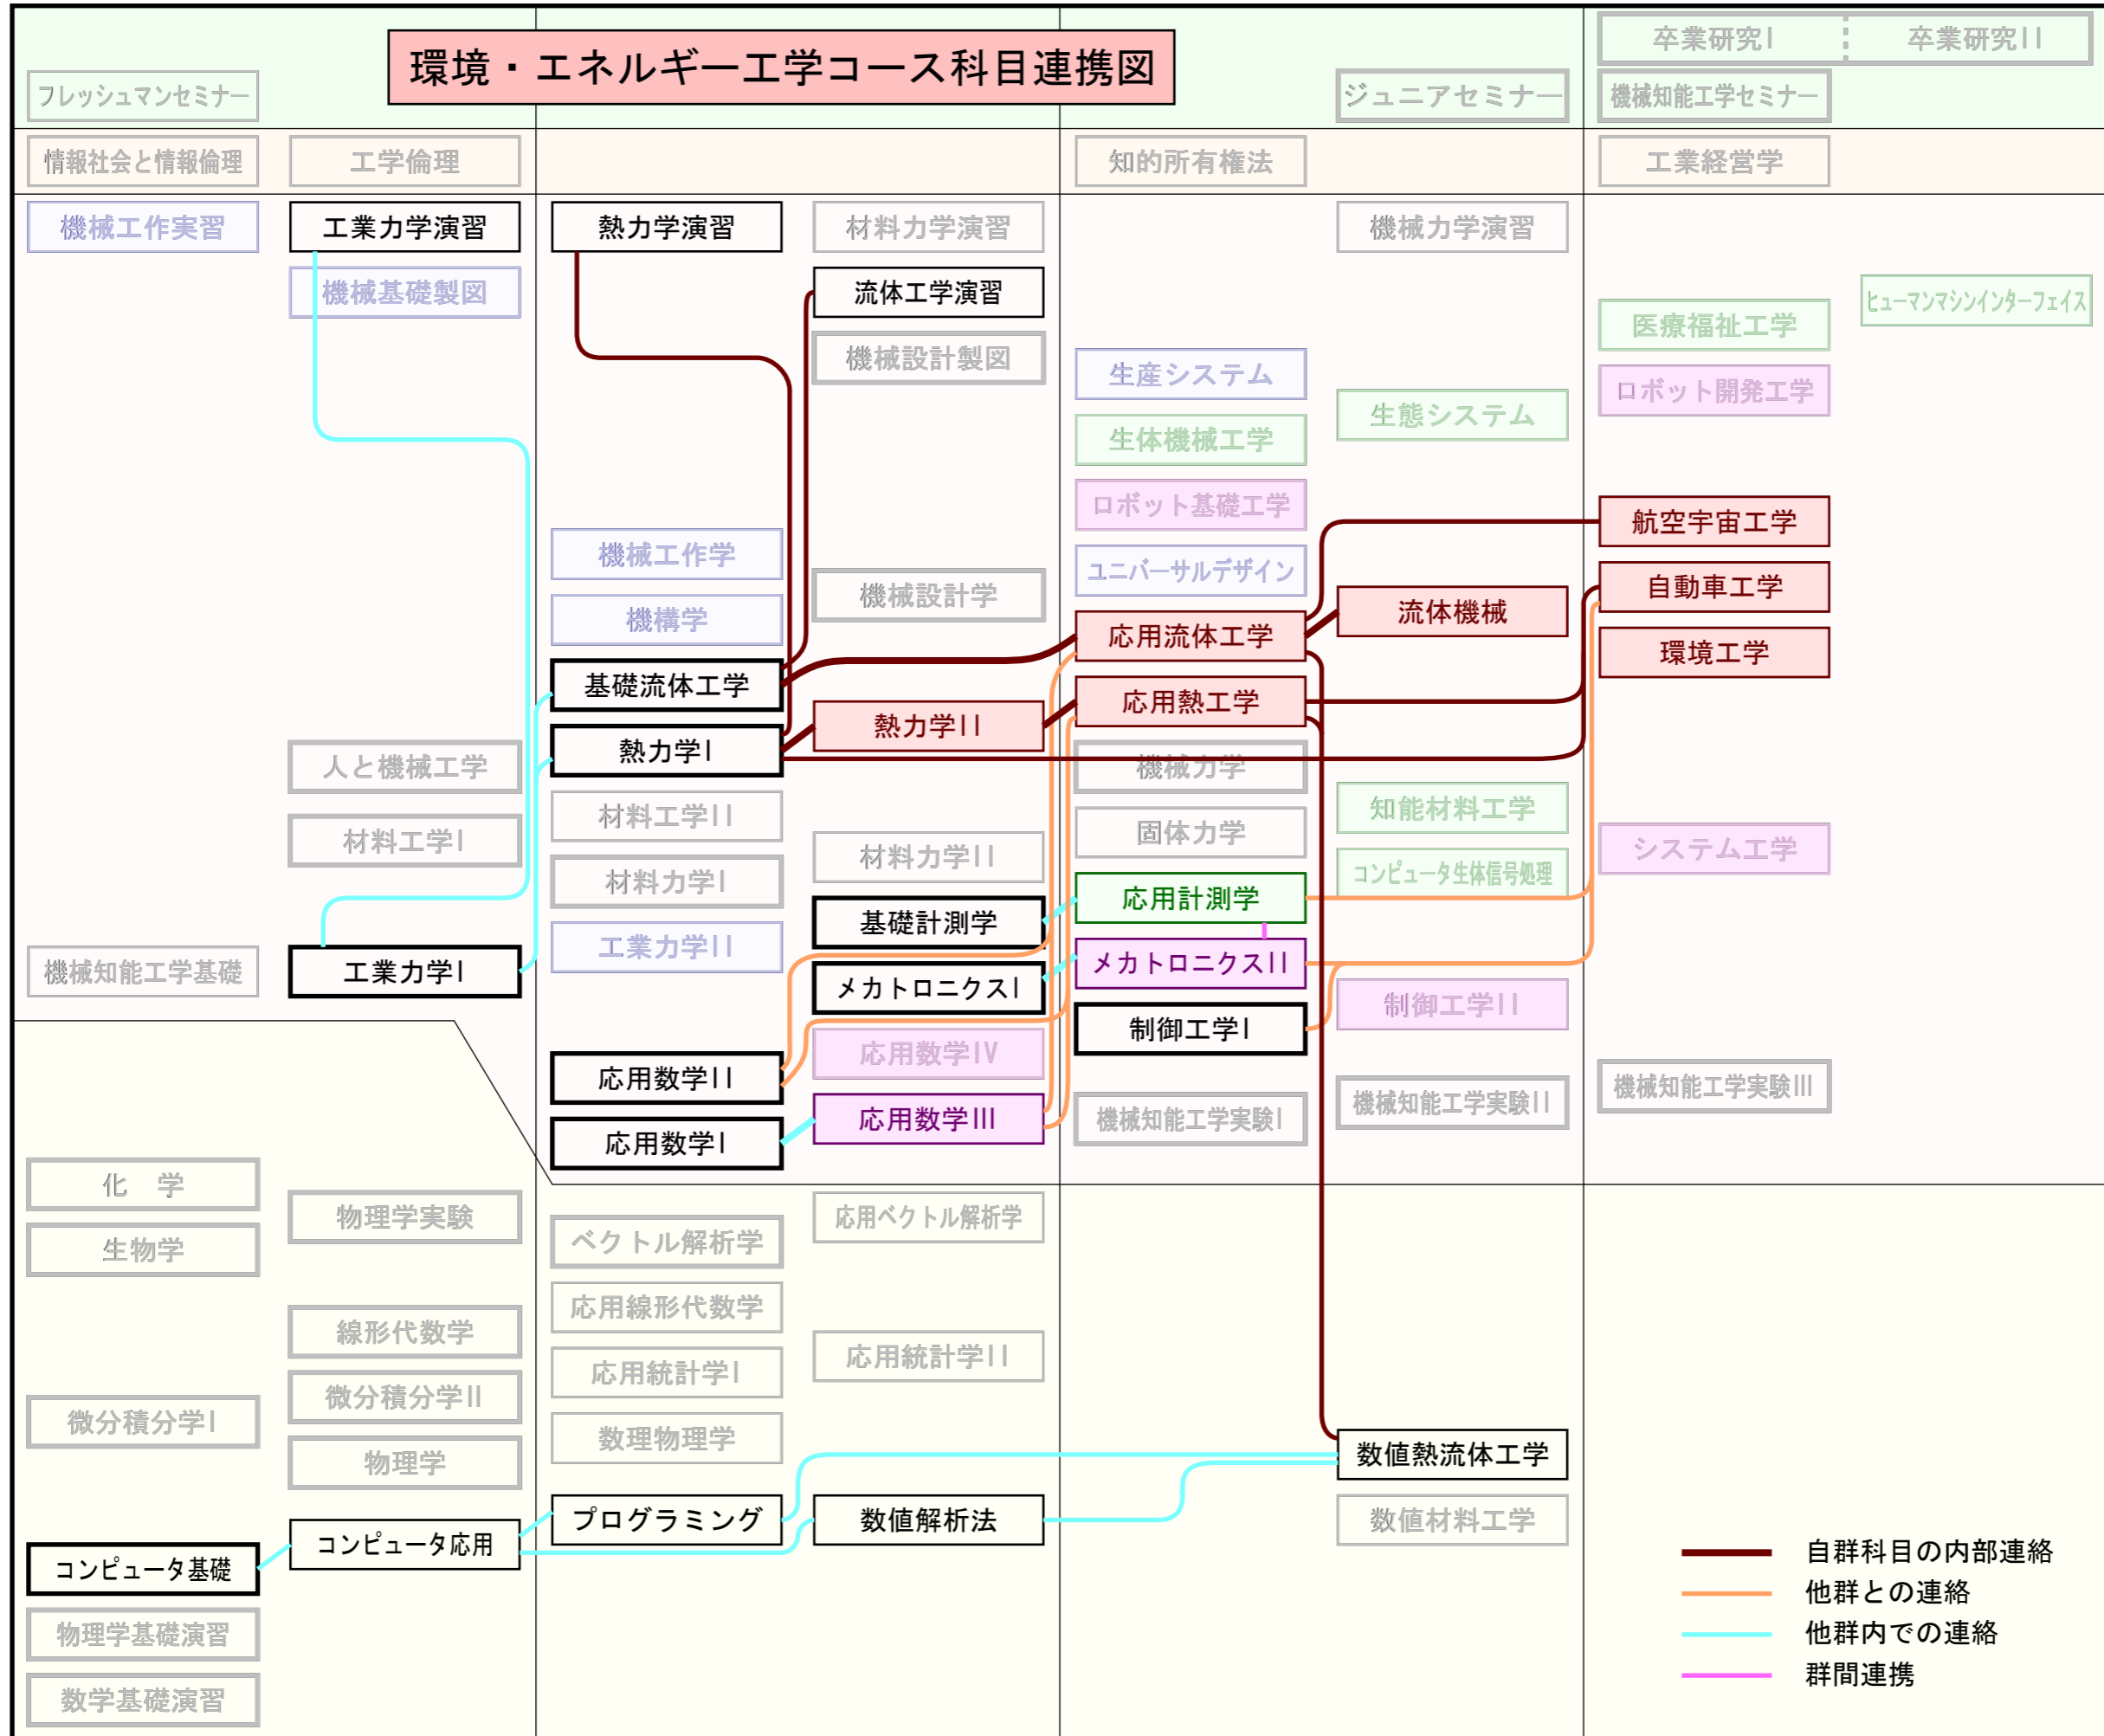 環境・エネルギー工学コース科目連携図
卒業研究I
卒業研究II
フレッシュマンセミナー
ジュニアセミナー
機械知能工学セミナー
情報社会と情報倫理
工学倫理
知的所有権法
工業経営学
機械工作実習
工業力学演習
熱力学演習
材料力学演習
機械力学演習
機械基礎製図
流体工学演習
ヒューマンマシンインターフェイス
医療福祉工学
機械設計製図
生産システム
ロボット開発工学
生態システム
生体機械工学
ロボット基礎工学
航空宇宙工学
機械工作学
ユニバーサルデザイン
自動車工学
機械設計学
流体機械
機構学
応用流体工学
環境工学
基礎流体工学
応用熱工学
熱力学II
熱力学I
人と機械工学
機械力学
材料工学II
知能材料工学
固体力学
材料工学I
材料力学II
システム工学
コンピュータ生体信号処理
材料力学I
応用計測学
基礎計測学
工業力学II
メカトロニクスII
機械知能工学基礎
工業力学I
メカトロニクスI
制御工学II
制御工学I
応用数学IV
応用数学II
機械知能工学実験III
機械知能工学実験II
応用数学III
機械知能工学実験I
応用数学I
化 学
物理学実験
応用ベクトル解析学
生物学
ベクトル解析学
応用線形代数学
線形代数学
応用統計学II
応用統計学I
微分積分学II
微分積分学I
数理物理学
物理学
数値熱流体工学
プログラミング
数値解析法
数値材料工学
コンピュータ応用
コンピュータ基礎
物理学基礎演習
数学基礎演習
自群科目の内部連絡
他群との連絡
他群内での連絡
群間連携